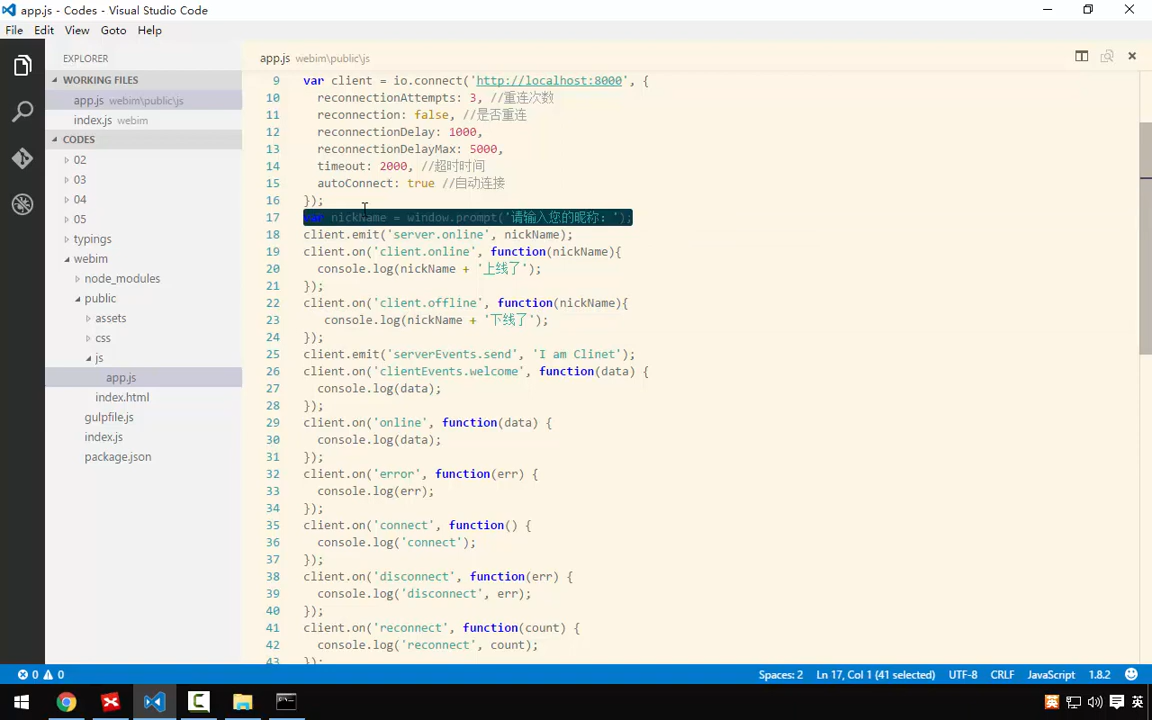 app.js - Codes - Visual Studio Code
File Edit View Goto Help
EXPLORER
WORKING FILES
app.js webim\public\js
index.js webim
CODES
02
03
04
05
typings
webim
node_modules
public
assets
css
js
app.js
index.html
gulpfile.js
index.js
package.json
app.js webim\public\js
9 var client = io.connect('http://localhost:8000', {
10 reconnectionAttempts: 3, //重连次数
11 reconnection: false, //是否重连
12 reconnectionDelay: 1000,
13 reconnectionDelayMax: 5000,
14 timeout: 2000, //超时时间
15 autoConnect: true //自动连接
16 });
17 var nickName = window.prompt('请输入您的昵称：');
18 client.emit('server.online', nickName);
19 client.on('client.online', function(nickName){
20 console.log(nickName + '上线了');
21 });
22 client.on('client.offline', function(nickName){
23 console.log(nickName + '下线了');
24 });
25 client.emit('serverEvents.send', 'I am Clinet');
26 client.on('clientEvents.welcome', function(data) {
27 console.log(data);
28 });
29 client.on('online', function(data) {
30 console.log(data);
31 });
32 client.on('error', function(err) {
33 console.log(err);
34 });
35 client.on('connect', function() {
36 console.log('connect');
37 });
38 client.on('disconnect', function(err) {
39 console.log('disconnect', err);
40 });
41 client.on('reconnect', function(count) {
42 console.log('reconnect', count);
43 });
0 0 Spaces: 2 Ln 17, Col 1 (41 selected) UTF-8 CRLF JavaScript 1.8.2
英 英